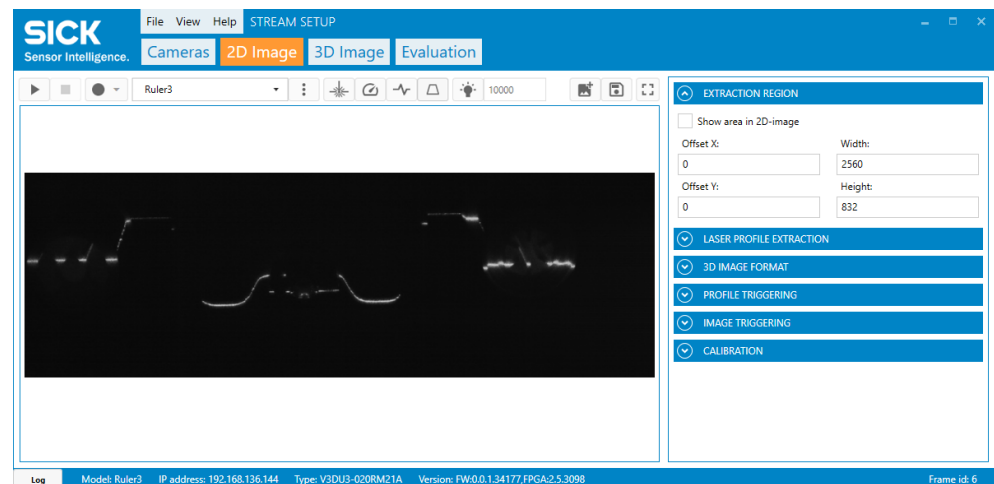 SICK
Sensor Intelligence.
File View Help STREAM SETUP
Cameras 2D Image 3D Image Evaluation
Ruler3 10000
EXTRACTION REGION
Show area in 2D-image
Offset X: Width:
0 2560
Offset Y: Height:
0 832
LASER PROFILE EXTRACTION
3D IMAGE FORMAT
PROFILE TRIGGERING
IMAGE TRIGGERING
CALIBRATION
Log Model: Ruler3 IP address: 192.168.136.144 Type: V3DU3-020RM21A Version: FW:0.0.1.34177,FPGA:2.5.3098 Frame id: 6